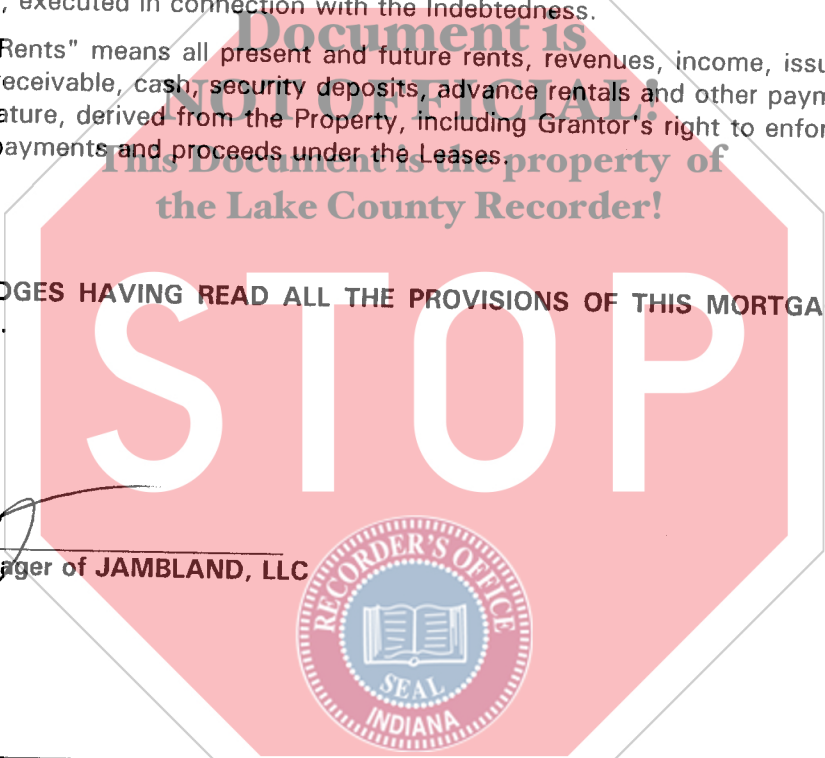 , executed in connection with the Indebtedness.
Document is
Rents" means all present and future rents, revenues, income, issu
eceivable, cash, security deposits, advance rentals and other paym
NOT OFFICIAL!
ature, derived from the Property, including Grantor's right to enfor
ayments and proceeds under the Leases.
This Document is the property of
the Lake County Recorder!
DGES HAVING READ ALL THE PROVISIONS OF THIS MORTGA
.
STOP
ager of JAMBLAND, LLC
RECORDER'S OFFICE
SEAL
INDIANA